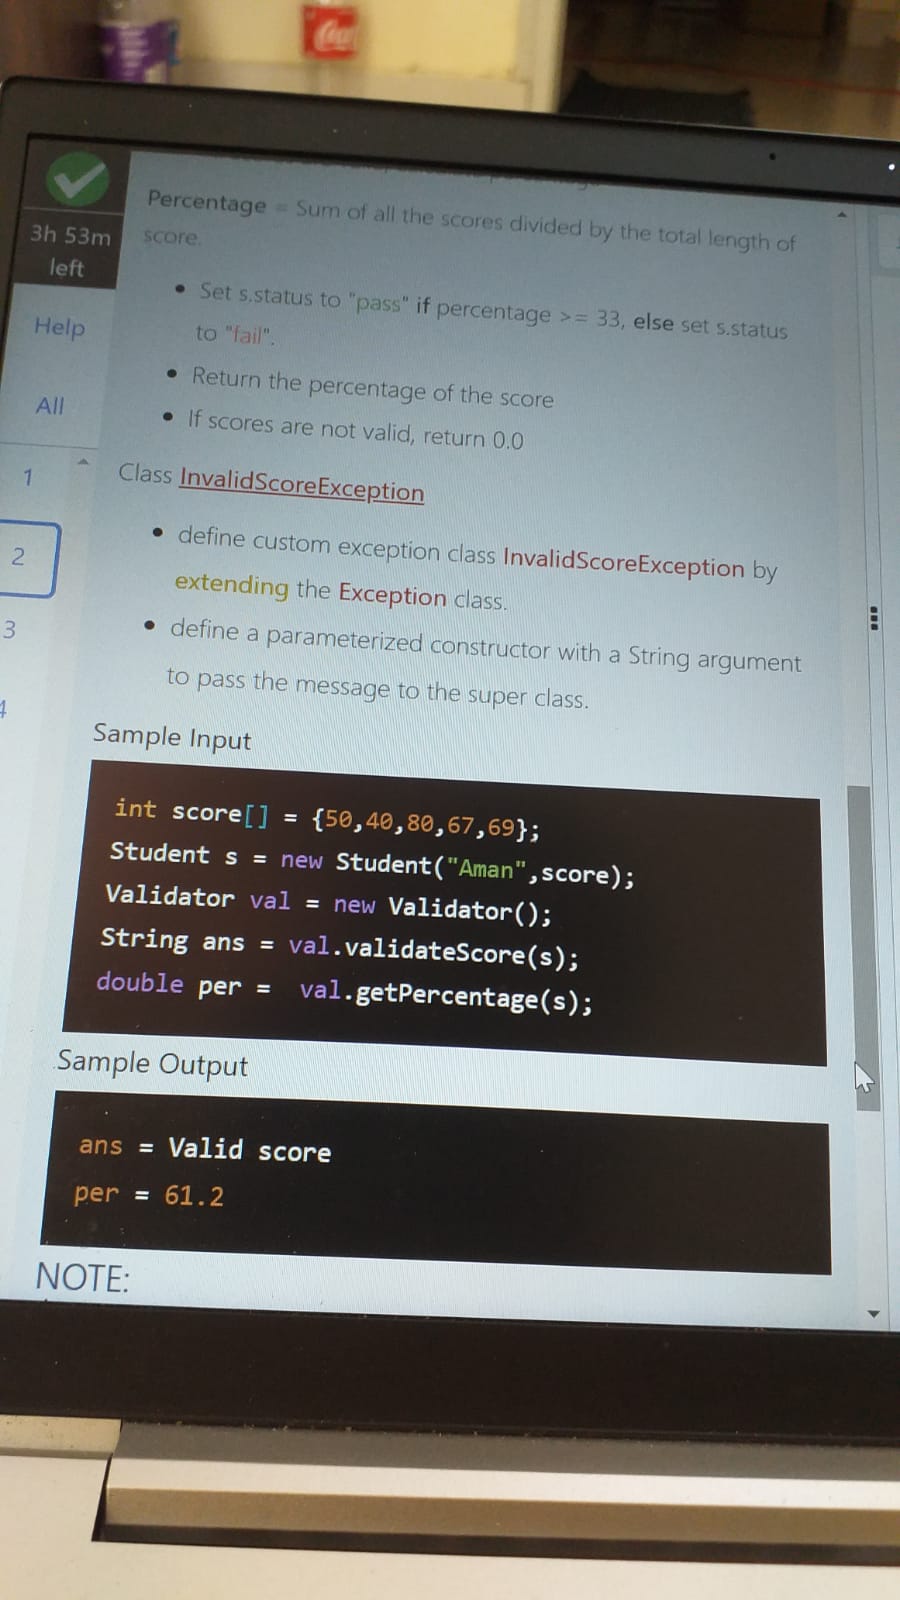 Coca
Percentage = Sum of all the scores divided by the total length of
score.
3h 53m
left
• Set s.status to "pass" if percentage >= 33, else set s.status
to "fail".
Help
• Return the percentage of the score
All
• If scores are not valid, return 0.0
Class InvalidScoreException
1
• define custom exception class InvalidScoreException by
2
extending the Exception class.
3
• define a parameterized constructor with a String argument
to pass the message to the super class.
4
Sample Input
int score[] = {50,40,80,67,69};
Student s = new Student("Aman",score);
Validator val = new Validator();
String ans = val.validateScore(s);
double per = val.getPercentage(s);
Sample Output
ans = Valid score
per = 61.2
NOTE: